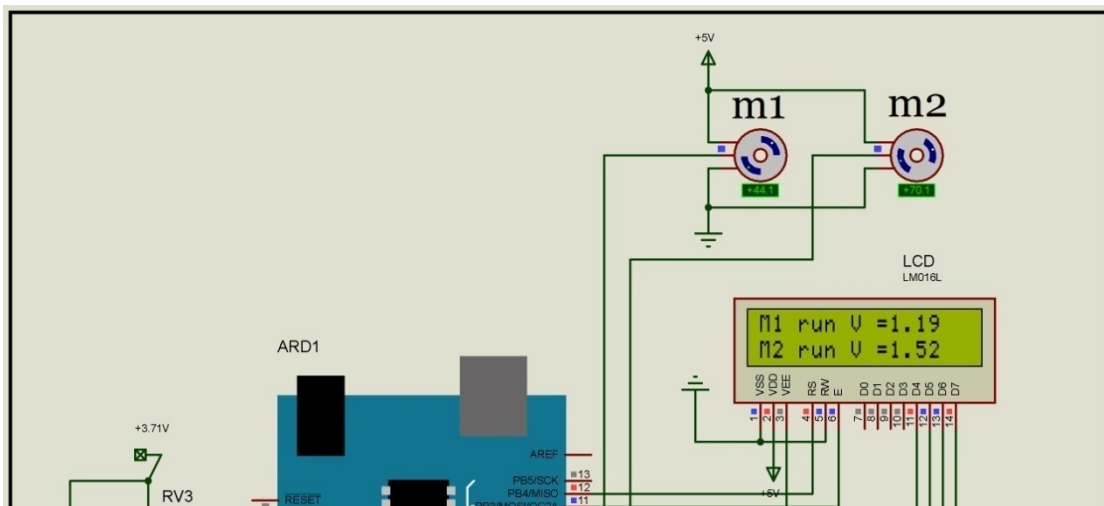 +5V
m1
m2
+44.1
+70.1
LCD
LM016L
M1 run V =1.19
M2 run V =1.52
VSS
VDD
VEE
RS
RW
E
D0
D1
D2
D3
D4
D5
D6
D7
1
2
3
4
5
6
7
8
9
10
11
12
13
14
+5V
ARD1
+3.71V
RV3
RESET
AREF
PB5/SCK
13
PB4/MISO
12
11